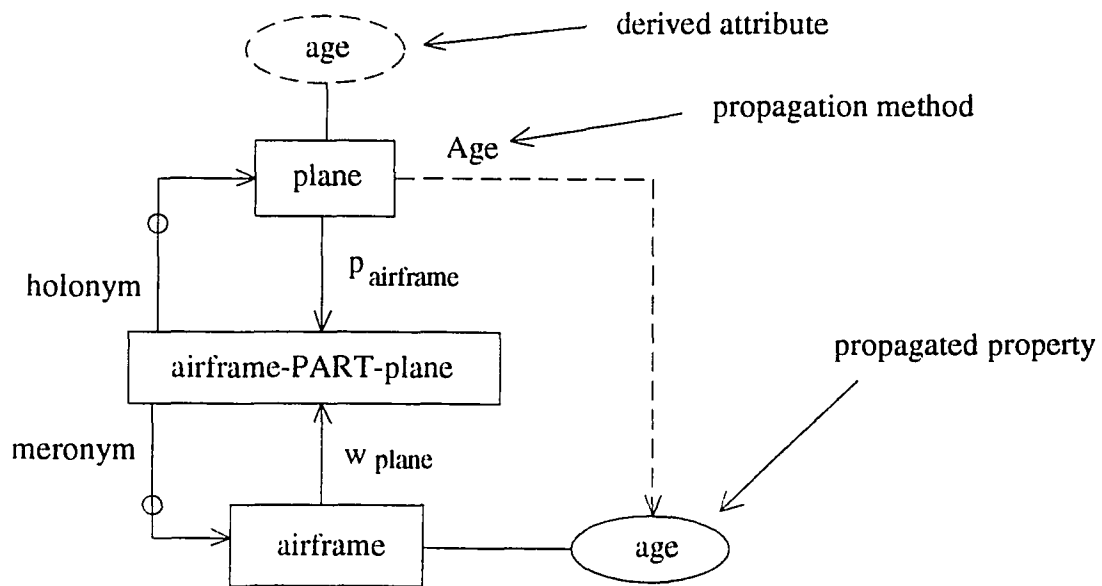 derived attribute
age
propagation method
Age
plane
p airframe
holonym
airframe-PART-plane
propagated property
meronym
w plane
airframe
age